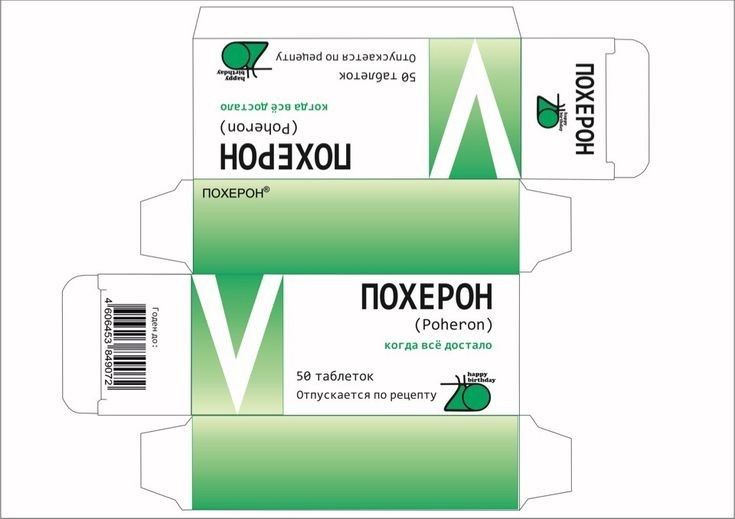 50 таблеток
Отпускается по рецепту
happy
birthday
когда всё достало
(Poheron)
ПОХЕРОН
ПОХЕРОН
happy
birthday
ПОХЕРОН®
Годен до:
4 606453 849072
ПОХЕРОН
(Poheron)
когда всё достало
50 таблеток
Отпускается по рецепту
happy
birthday